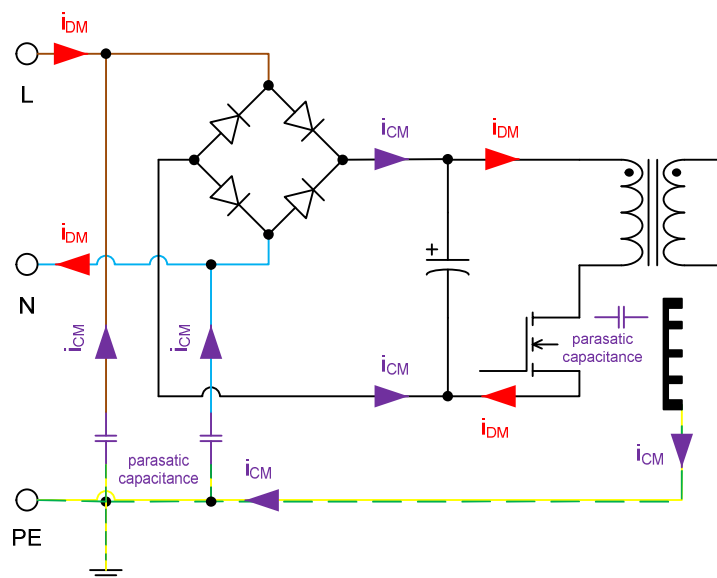 iDM
L
iCM
iDM
iDM
N
+
iCM
iCM
parasatic
capacitance
iCM
iDM
parasatic
capacitance
iCM
iCM
PE